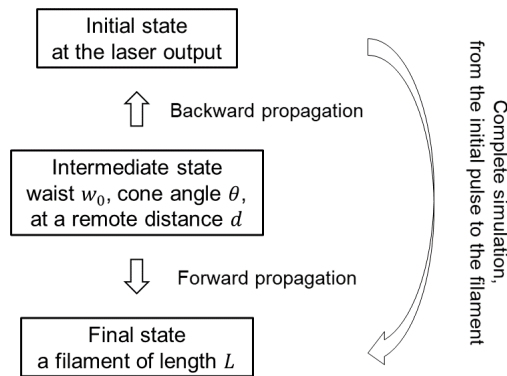 Initial state
at the laser output
Backward propagation
Intermediate state
waist w₀, cone angle θ,
at a remote distance d
Forward propagation
Final state
a filament of length L
Complete simulation,
from the initial pulse to the filament